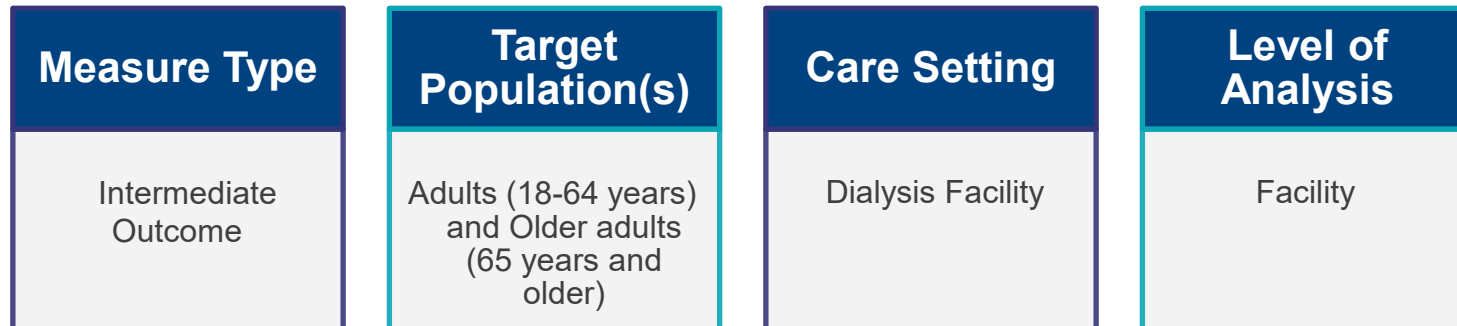 Measure Type
Intermediate
Outcome
Target
Population(s)
Adults (18-64 years)
and Older adults
(65 years and
older)
Care Setting
Dialysis Facility
Level of
Analysis
Facility